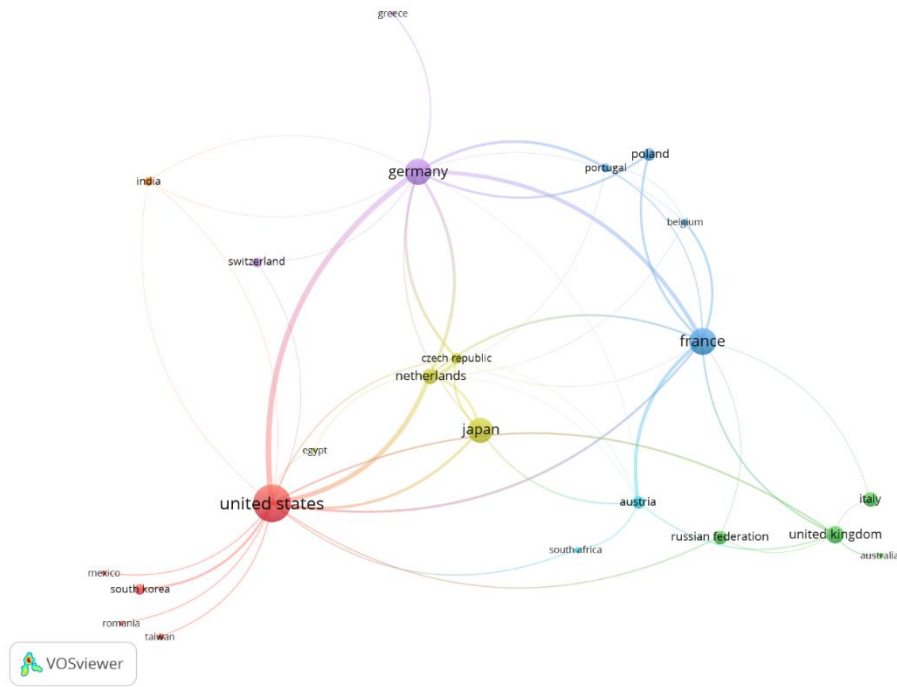 greece
poland
portugal
germany
india
belgium
switzerland
france
czech republic
netherlands
japan
egypt
united states
austria
italy
united kingdom
russian federation
south africa
australia
mexico
south korea
romania
taiwan
VOSviewer